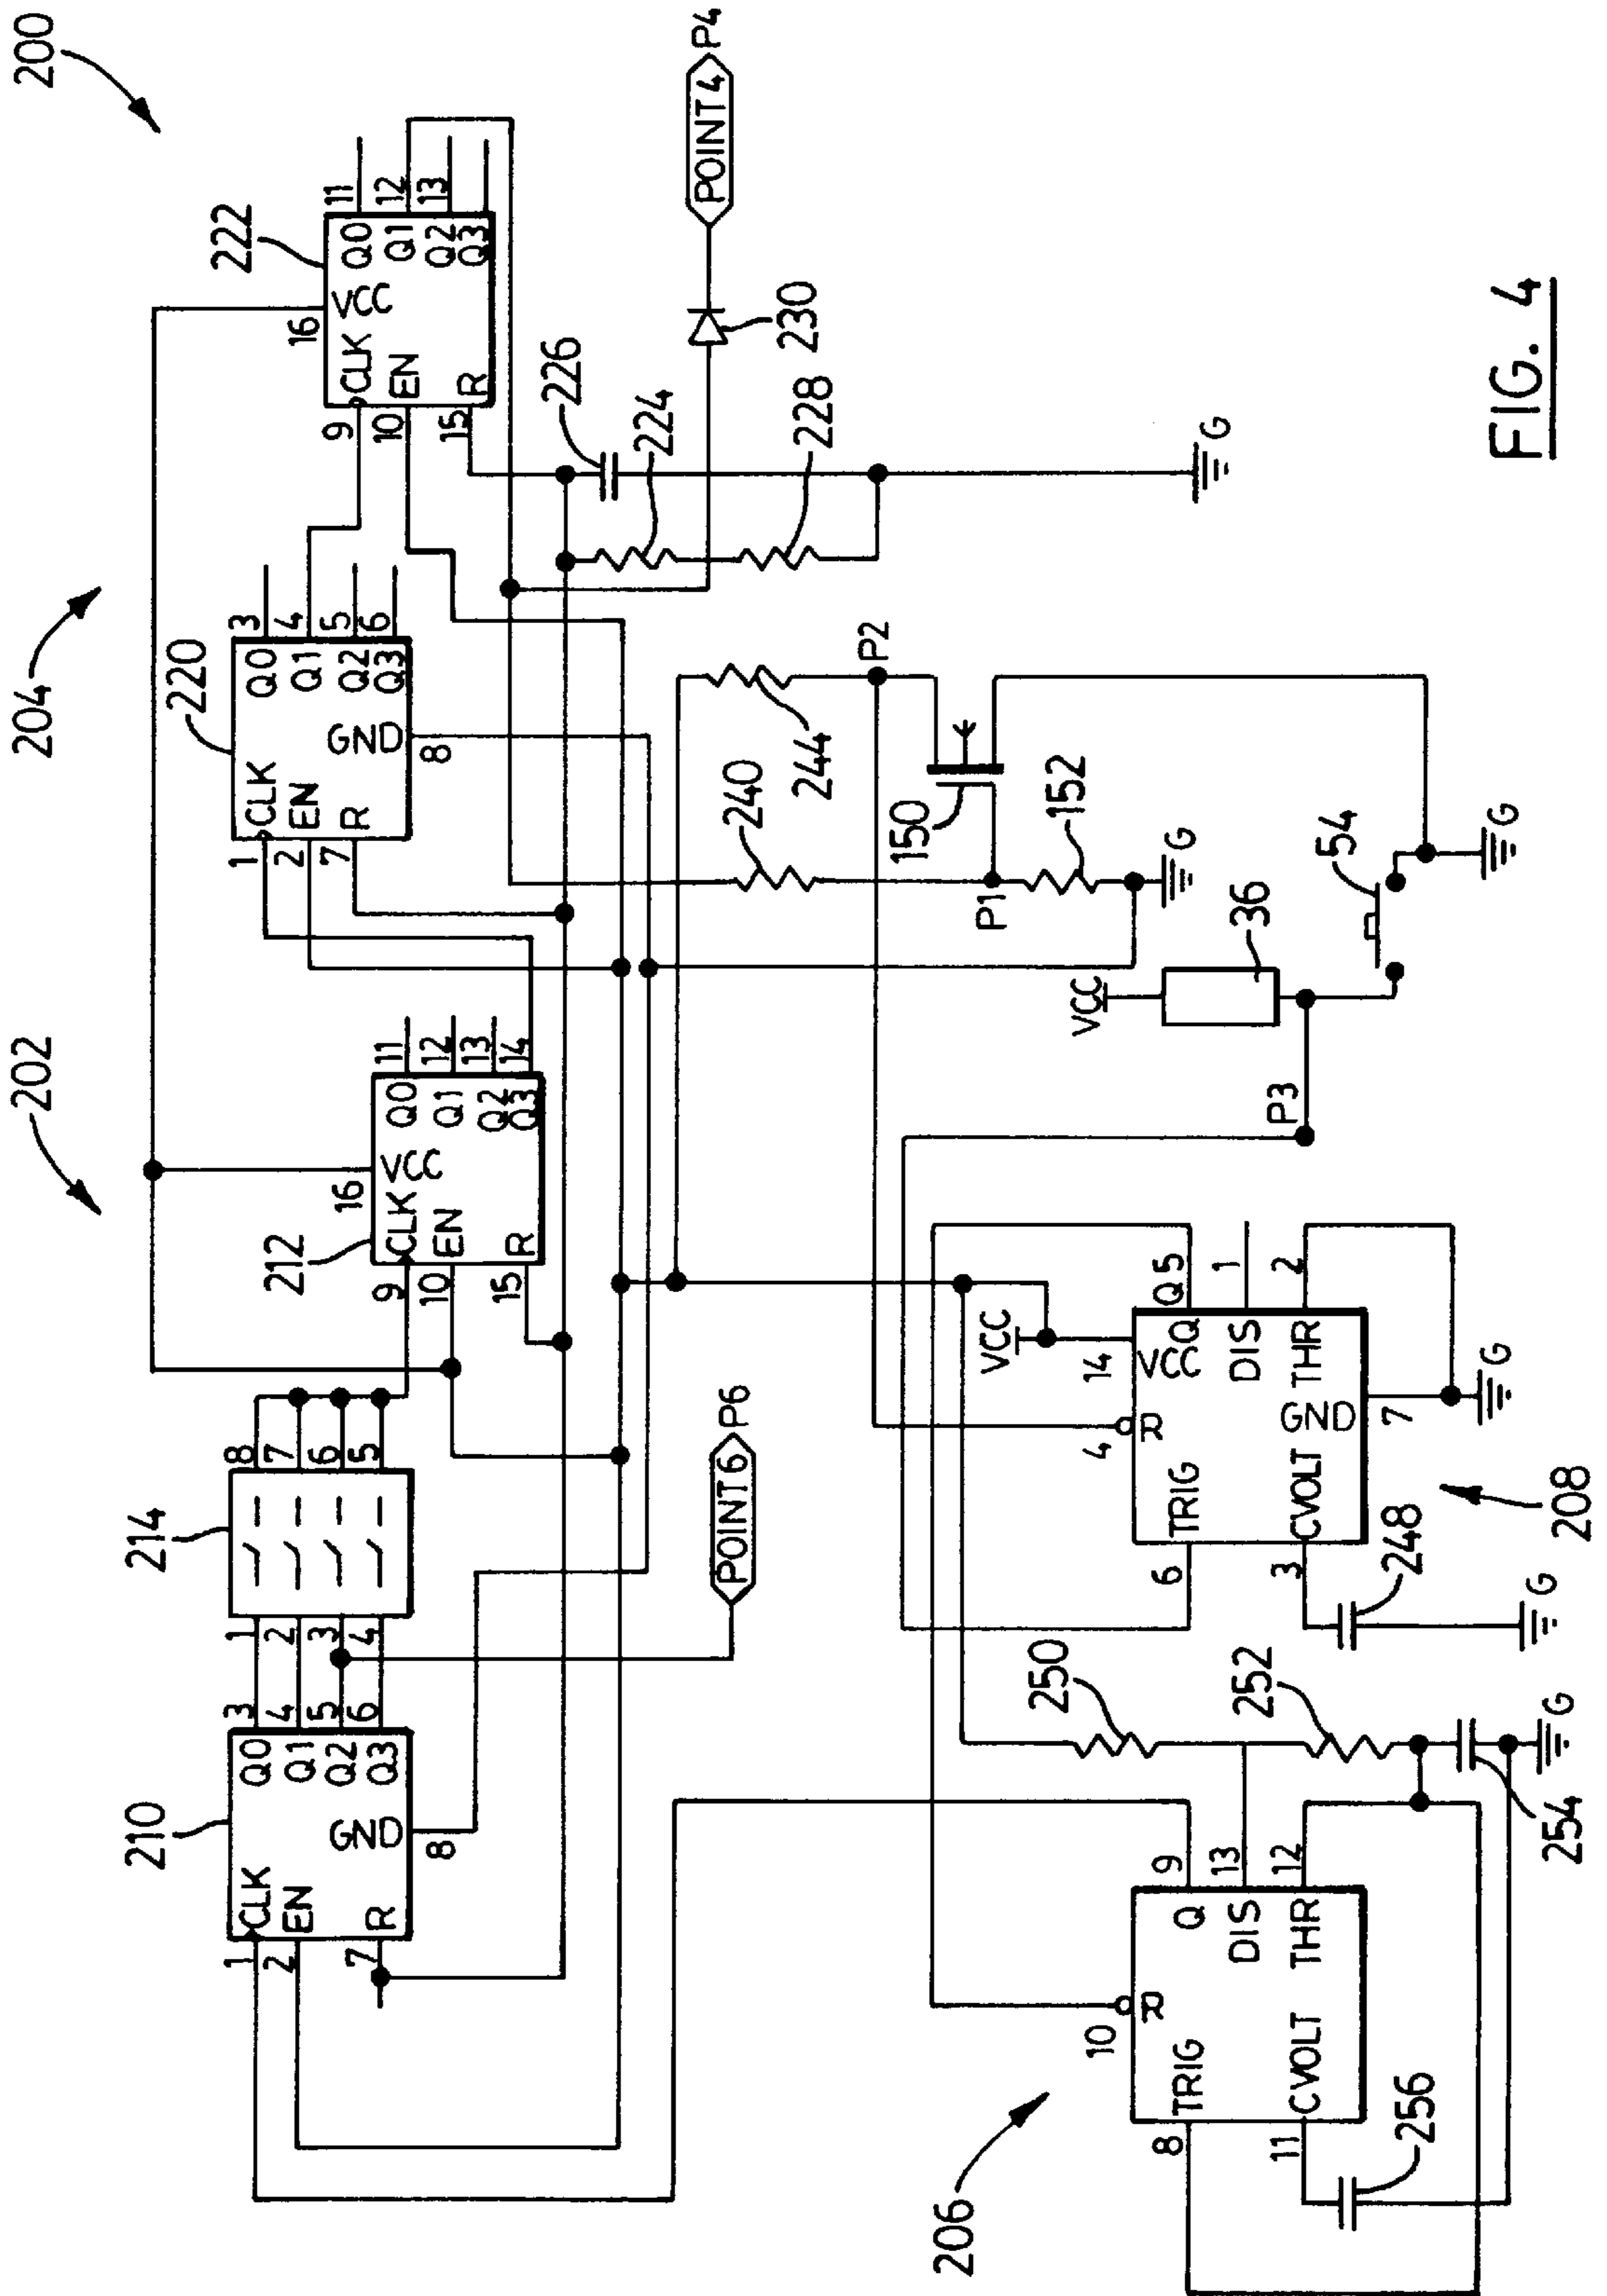 200
202
204
222
220
212
214
210
11
12
13
Q0
Q1
Q2
Q3
VCC
16
CLK
EN
R
9
10
15
3
4
5
6
Q0
Q1
Q2
Q3
GND
8
CLK
EN
R
1
2
7
11
12
13
14
Q0
Q1
Q2
Q3
VCC
16
CLK
EN
R
9
10
15
8
7
6
5
1
2
3
4
3
4
5
6
Q0
Q1
Q2
Q3
GND
8
CLK
EN
R
1
2
7
POINT 4
P4
230
226
224
228
G
POINT 6
P6
P2
244
240
150
P1
152
G
VCC
36
54
G
P3
VCC
14
Q 5
1
2
VCC
Q
DIS
THR
GND
7
G
4
R
TRIG
CVOLT
6
3
248
G
208
250
252
254
G
9
13
12
Q
DIS
THR
10
R
TRIG
CVOLT
8
11
256
206
FIG. 4